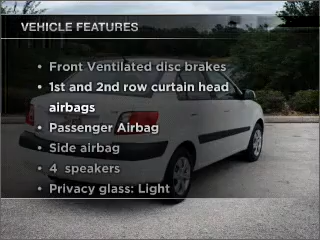 VEHICLE FEATURES
• Front Ventilated disc brakes
• 1st and 2nd row curtain head
airbags
• Passenger Airbag
• Side airbag
• 4 speakers
• Privacy glass: Light